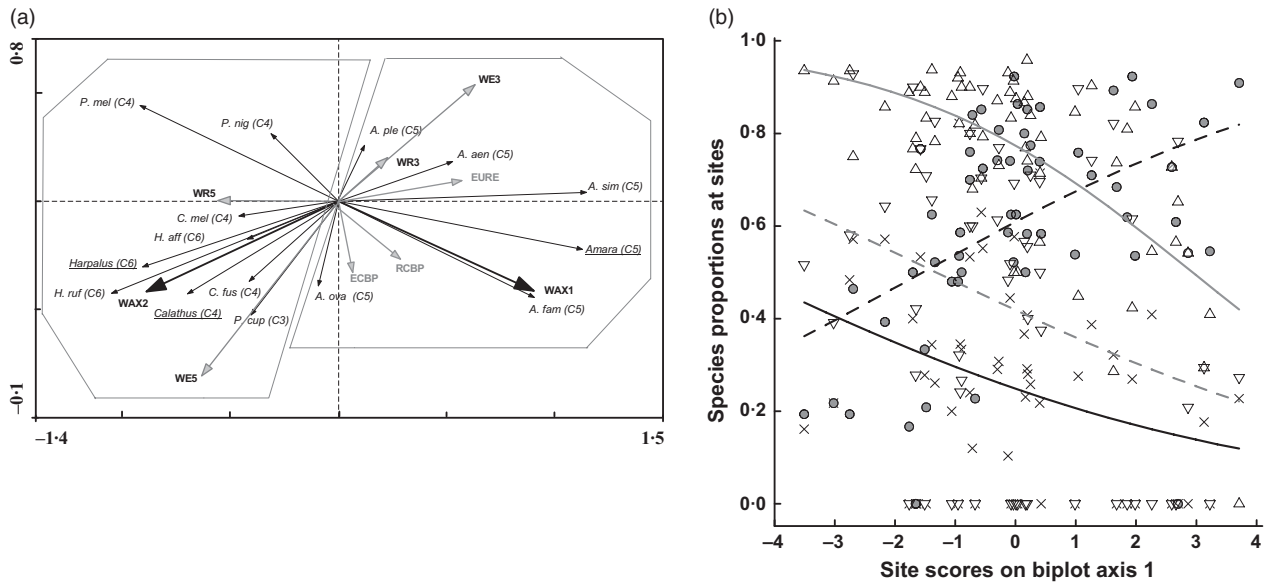 (a)
0·8
−0·1
−1·4
1·5
WE3
P. mel (C4)
P. nig (C4)
A. ple (C5)
WR3
A. aen (C5)
EURE
A. sim (C5)
WR5
C. mel (C4)
H. aff (C6)
Harpalus (C6)
Amara (C5)
H. ruf (C6)
WAX2
C. fus (C4)
ECBP
RCBP
WAX1
Calathus (C4)
A. ova (C5)
A. fam (C5)
P. cup (C3)
WE5
(b)
Species proportions at sites
1·0
0·8
0·6
0·4
0·2
0·0
−4
−3
−2
−1
0
1
2
3
4
Site scores on biplot axis 1